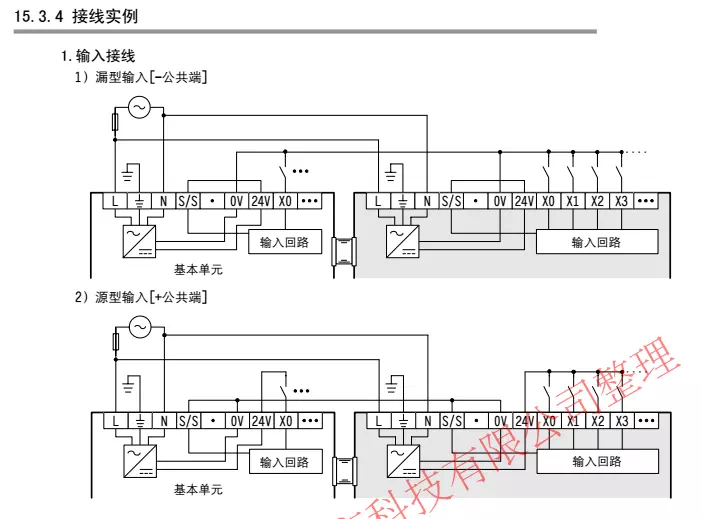 15.3.4 接线实例
1.输入接线
1) 漏型输入[-公共端]
L N S/S • 0V 24V X0 •••
L N S/S • 0V 24V X0 X1 X2 X3 •••
输入回路
输入回路
基本单元
2) 源型输入[+公共端]
L N S/S • 0V 24V X0 •••
L N S/S • 0V 24V X0 X1 X2 X3 •••
输入回路
输入回路
基本单元
科技有限公司整理